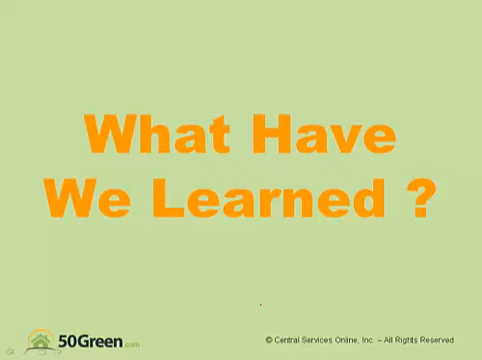 What Have
We Learned ?
50Green.com
© Central Services Online, Inc. – All Rights Reserved